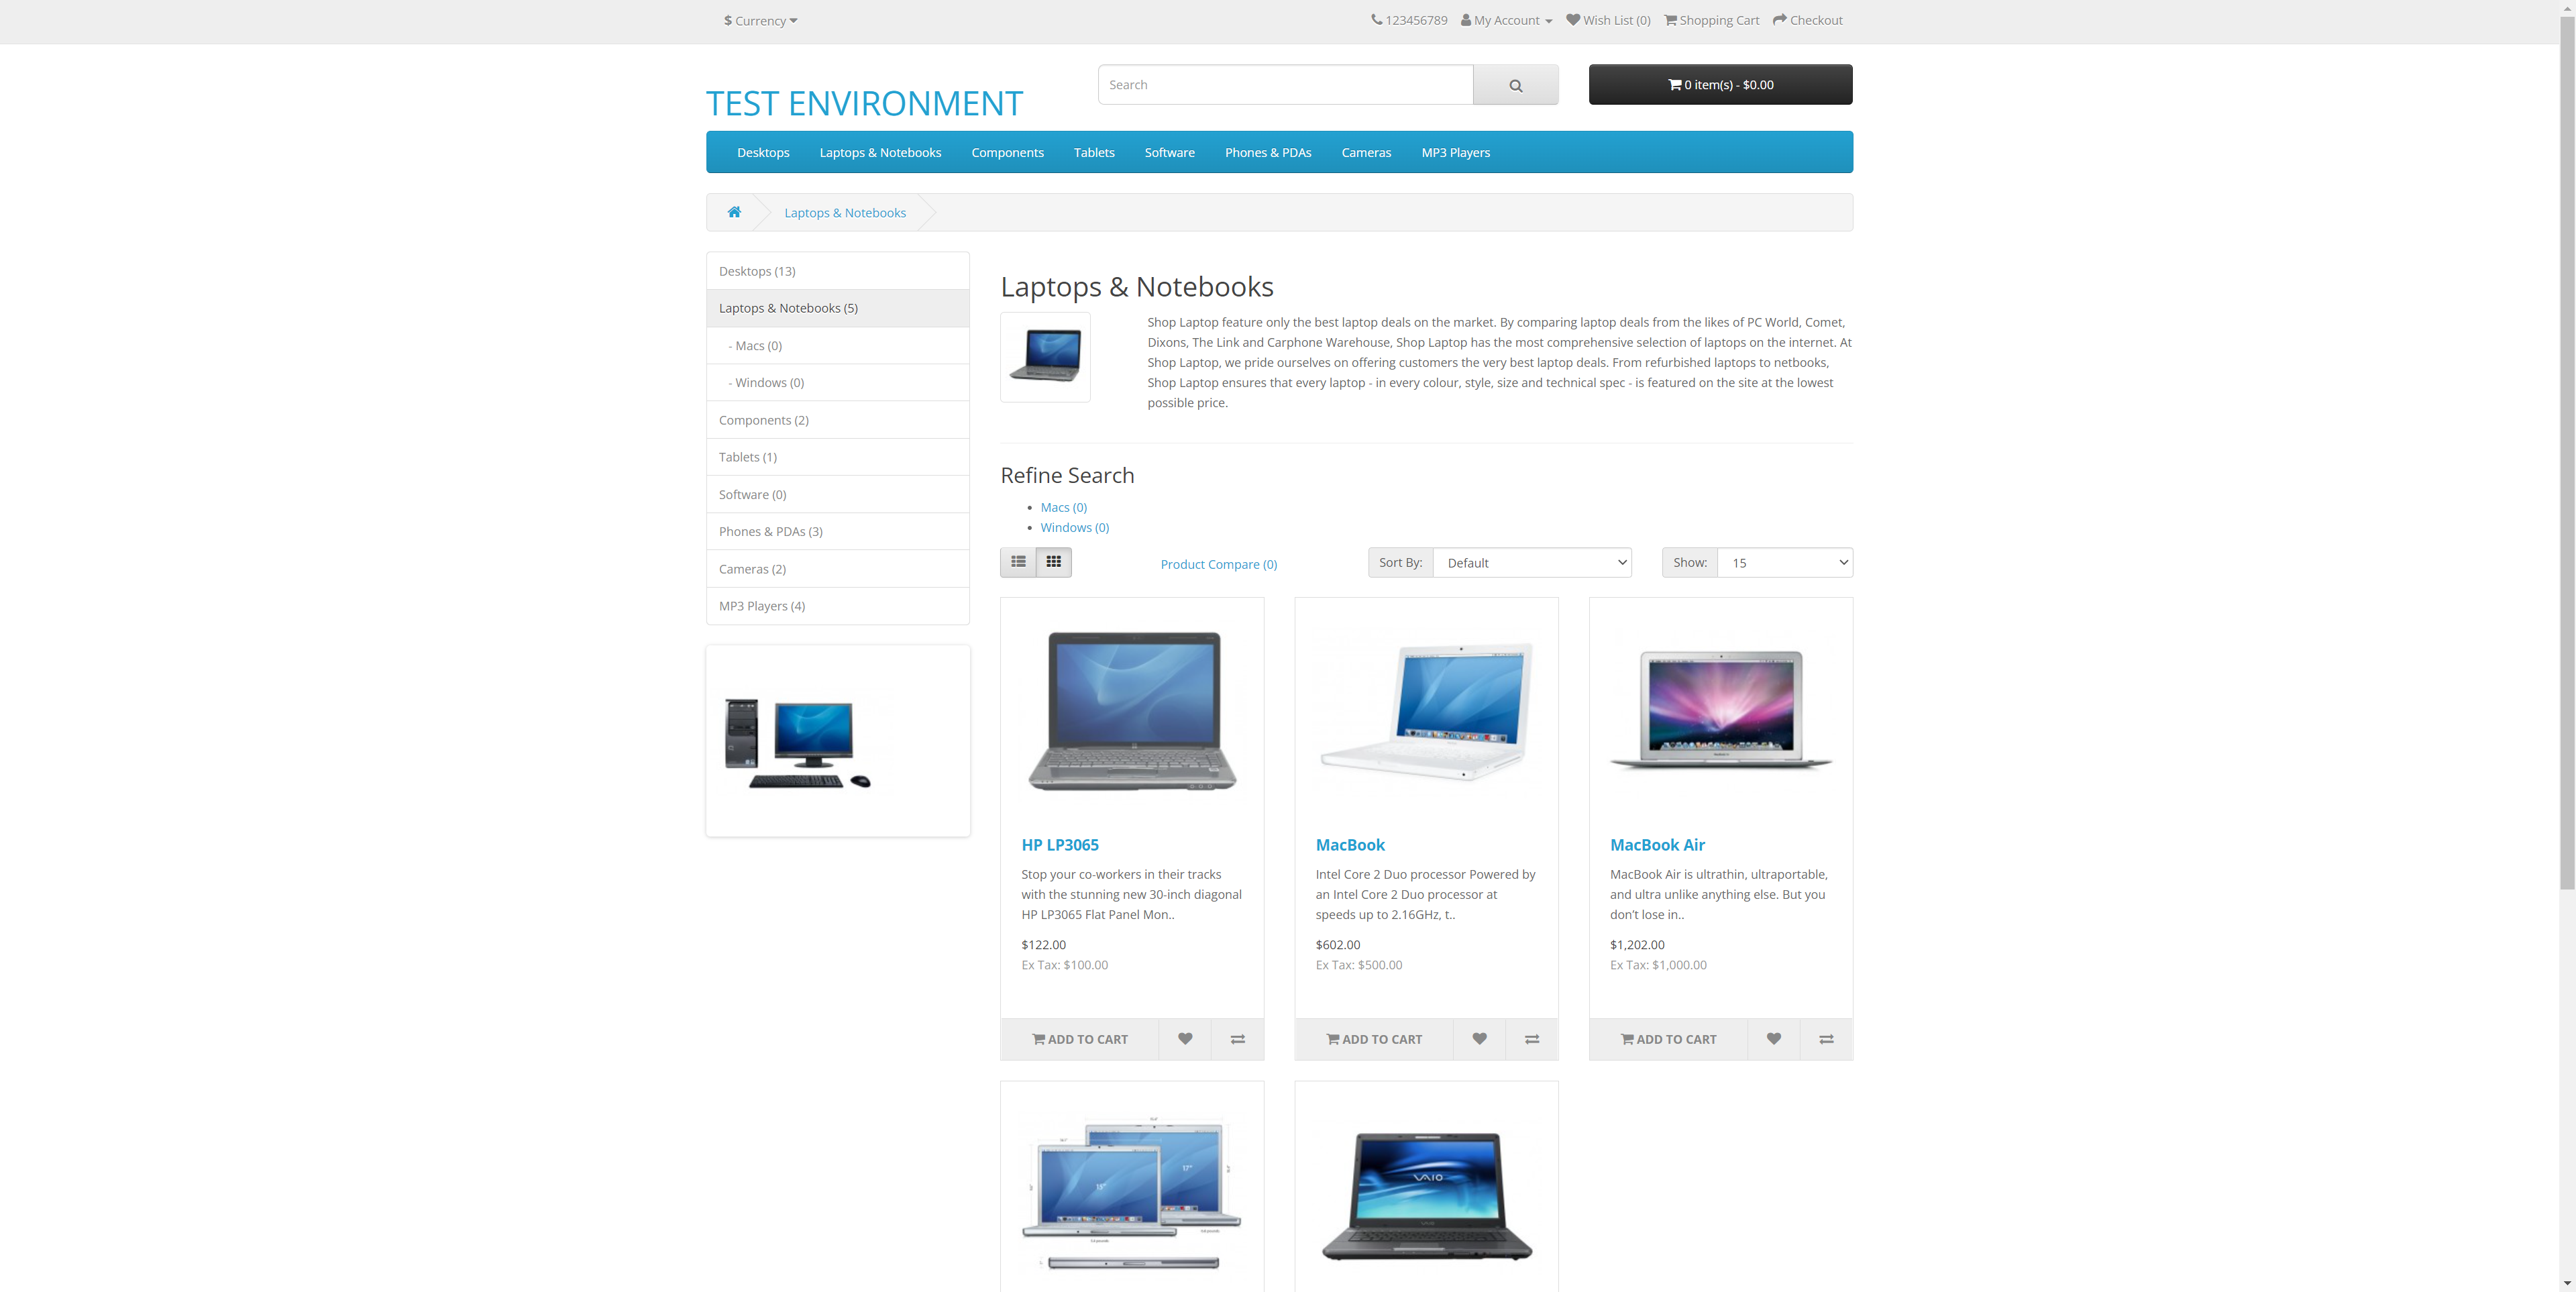 $ Currency
123456789 My Account Wish List (0) Shopping Cart Checkout
TEST ENVIRONMENT
Search
0 item(s) - $0.00
Desktops Laptops & Notebooks Components Tablets Software Phones & PDAs Cameras MP3 Players
Laptops & Notebooks
Desktops (13)
Laptops & Notebooks (5)
- Macs (0)
- Windows (0)
Components (2)
Tablets (1)
Software (0)
Phones & PDAs (3)
Cameras (2)
MP3 Players (4)
Laptops & Notebooks
Shop Laptop feature only the best laptop deals on the market. By comparing laptop deals from the likes of PC World, Comet,
Dixons, The Link and Carphone Warehouse, Shop Laptop has the most comprehensive selection of laptops on the internet. At
Shop Laptop, we pride ourselves on offering customers the very best laptop deals. From refurbished laptops to netbooks,
Shop Laptop ensures that every laptop - in every colour, style, size and technical spec - is featured on the site at the lowest
possible price.
Refine Search
Macs (0)
Windows (0)
Product Compare (0)
Sort By: Default
Show: 15
HP LP3065
Stop your co-workers in their tracks
with the stunning new 30-inch diagonal
HP LP3065 Flat Panel Mon..
$122.00
Ex Tax: $100.00
ADD TO CART
MacBook
Intel Core 2 Duo processor Powered by
an Intel Core 2 Duo processor at
speeds up to 2.16GHz, t..
$602.00
Ex Tax: $500.00
ADD TO CART
MacBook Air
MacBook Air is ultrathin, ultraportable,
and ultra unlike anything else. But you
don't lose in..
$1,202.00
Ex Tax: $1,000.00
ADD TO CART
17"
15"
VAIO